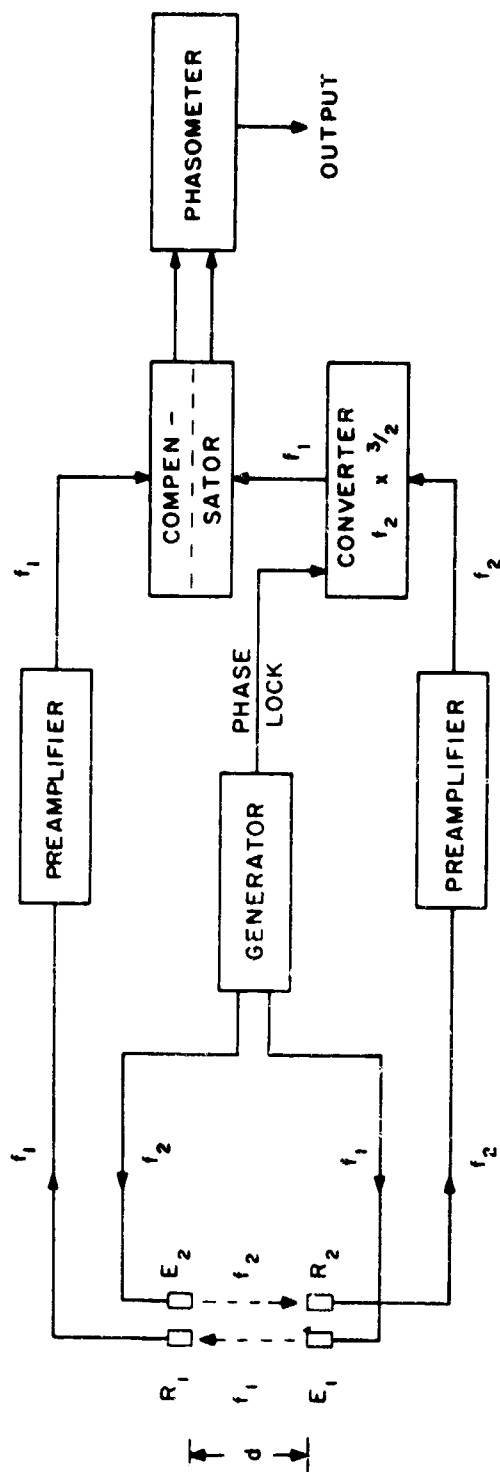 f₁
PREAMPLIFIER
f₁
COMPEN-
SATOR
PHASOMETER
OUTPUT
f₂
GENERATOR
PHASE
LOCK
f₁
CONVERTER
f₂ x 3/2
f₁
f₂
PREAMPLIFIER
f₂
R₁
E₂
f₁
f₂
E₁
R₂
d